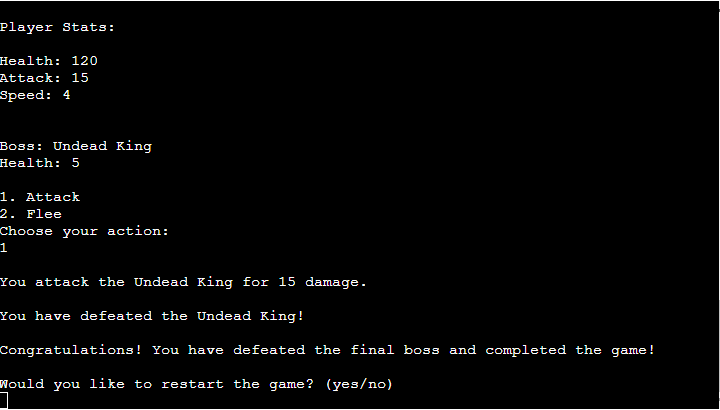 Player Stats:
Health: 120
Attack: 15
Speed: 4
Boss: Undead King
Health: 5
1. Attack
2. Flee
Choose your action:
1
You attack the Undead King for 15 damage.
You have defeated the Undead King!
Congratulations! You have defeated the final boss and completed the game!
Would you like to restart the game? (yes/no)